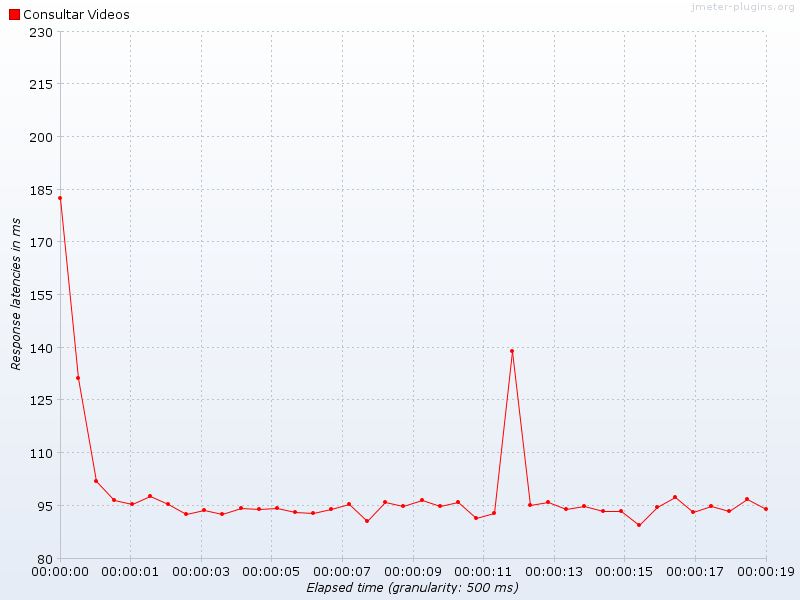 jmeter-plugins.org
Consultar Videos
230
215
200
185
170
155
140
125
110
95
80
Response latencies in ms
00:00:00 00:00:01 00:00:03 00:00:05 00:00:07 00:00:09 00:00:11 00:00:13 00:00:15 00:00:17 00:00:19
Elapsed time (granularity: 500 ms)